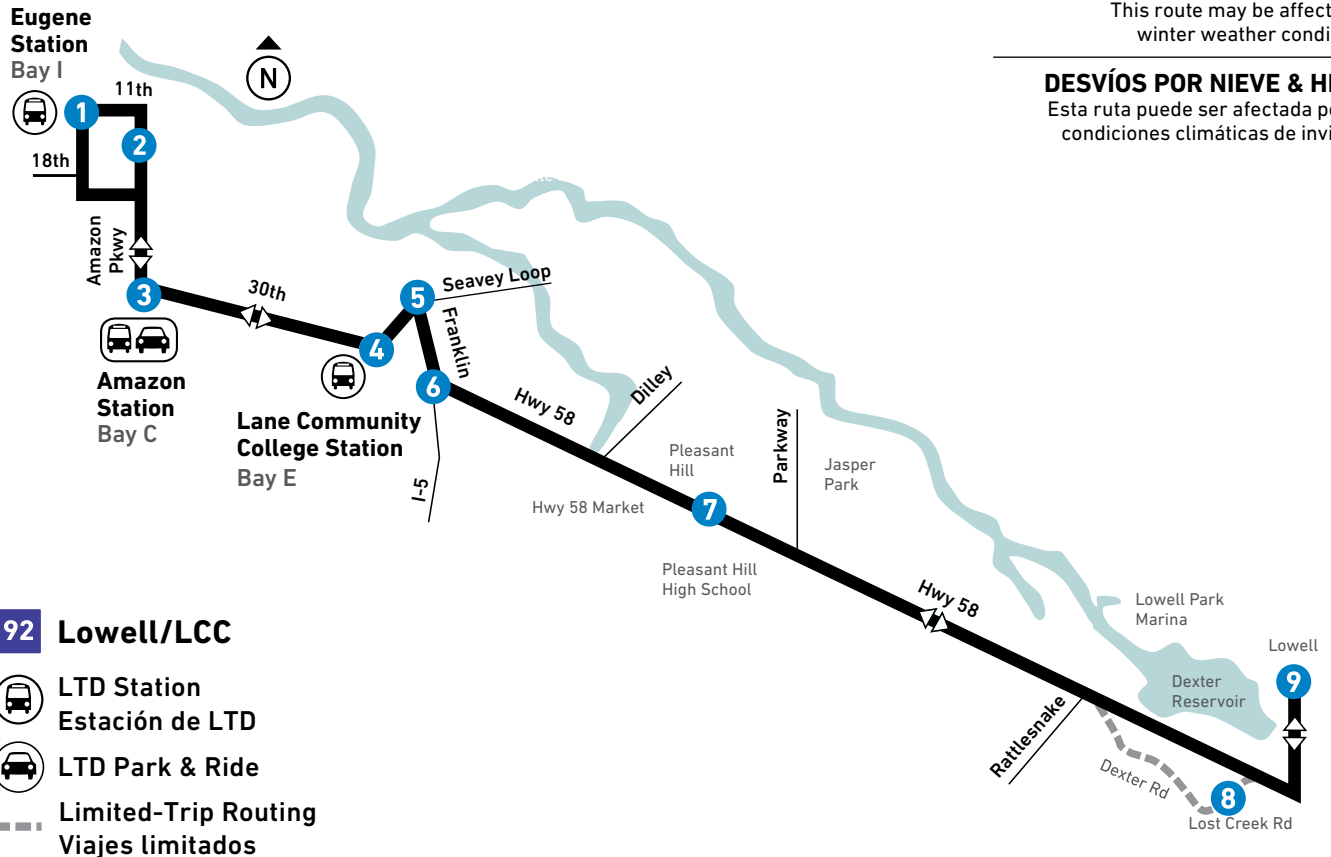 Eugene
Station
Bay I
11th
1
2
18th
N
This route may be affect
winter weather condi
DESVÍOS POR NIEVE & H
Esta ruta puede ser afectada p
condiciones climáticas de invi
Amazon
Pkwy
3
30th
Amazon
Station
Bay C
4
5
Seavey Loop
Franklin
6
Lane Community
College Station
Bay E
I-5
Hwy 58
Dilley
Hwy 58 Market
Pleasant
Hill
7
Pleasant Hill
High School
Parkway
Jasper
Park
Hwy 58
Rattlesnake
Dexter Rd
8
Lost Creek Rd
Lowell Park
Marina
Dexter
Reservoir
Lowell
9
92 Lowell/LCC
LTD Station
Estación de LTD
LTD Park & Ride
Limited-Trip Routing
Viajes limitados